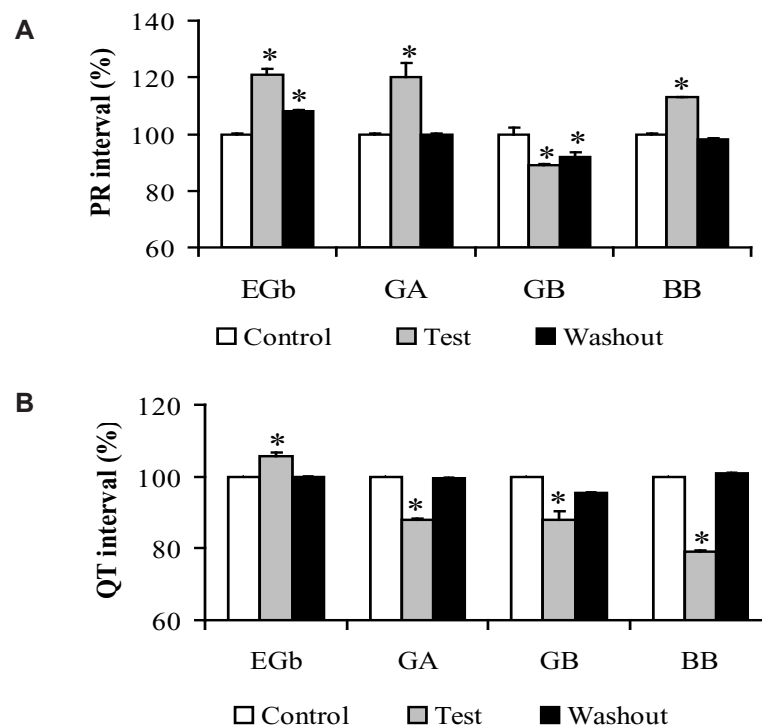 A
PR interval (%)
120
100
80
60
* * * * * *
EGb GA GB BB
Control Test Washout
B
QT interval (%)
120
100
80
60
* * * *
EGb GA GB BB
Control Test Washout